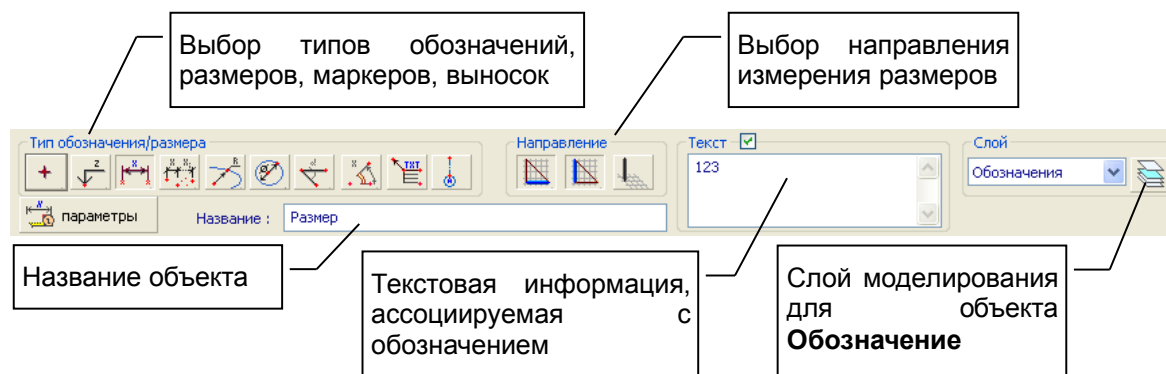 Выбор типов обозначений,
размеров, маркеров, выносок
Выбор направления
измерения размеров
Тип обозначения/размера
Направление
Текст
Слой
123
Обозначения
параметры
Название :
Размер
Название объекта
Текстовая информация,
ассоциируемая с
обозначением
Слой моделирования
для объекта
Обозначение